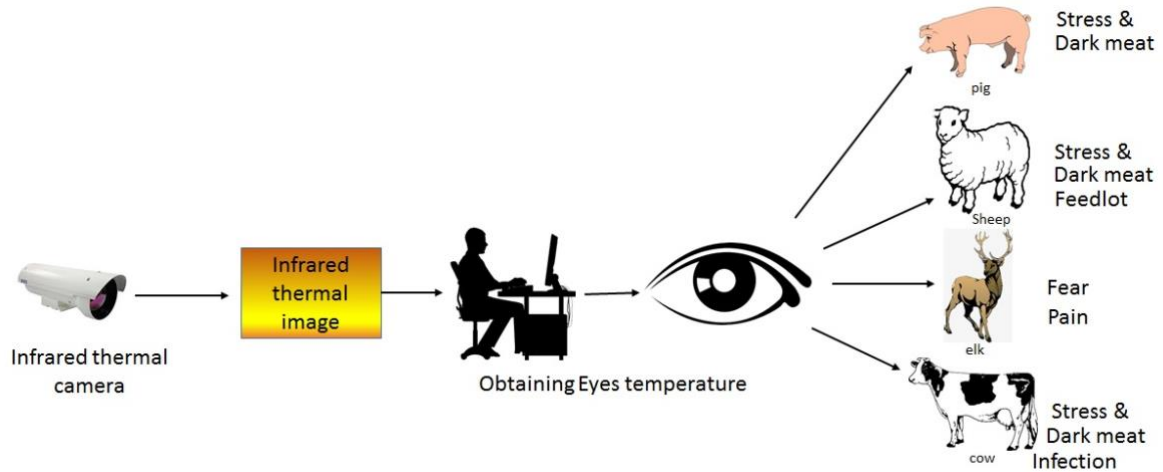 Infrared thermal
camera
Infrared
thermal
image
Obtaining Eyes temperature
pig
Stress &
Dark meat
Sheep
Stress &
Dark meat
Feedlot
elk
Fear
Pain
cow
Stress &
Dark meat
Infection